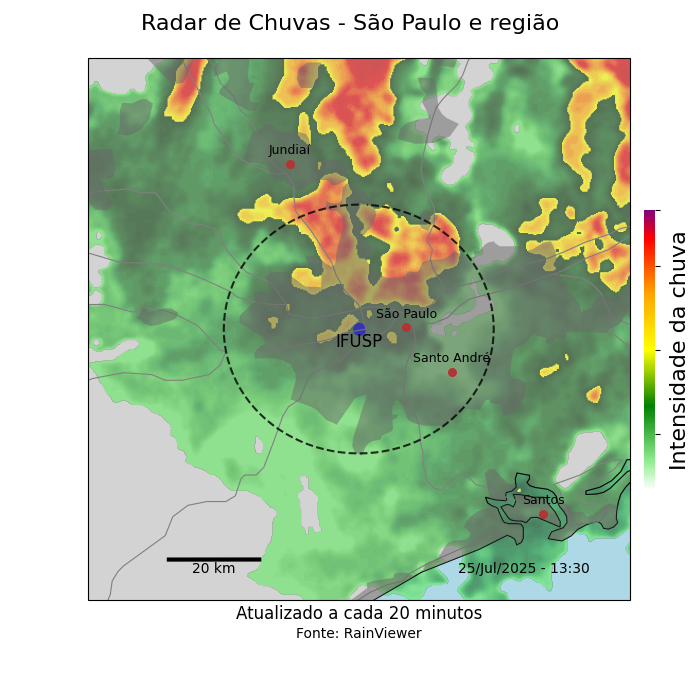 Radar de Chuvas - São Paulo e região
Jundiaí
São Paulo
IFUSP
Santo André
Santos
20 km
25/Jul/2025 - 13:30
Intensidade da chuva
Atualizado a cada 20 minutos
Fonte: RainViewer